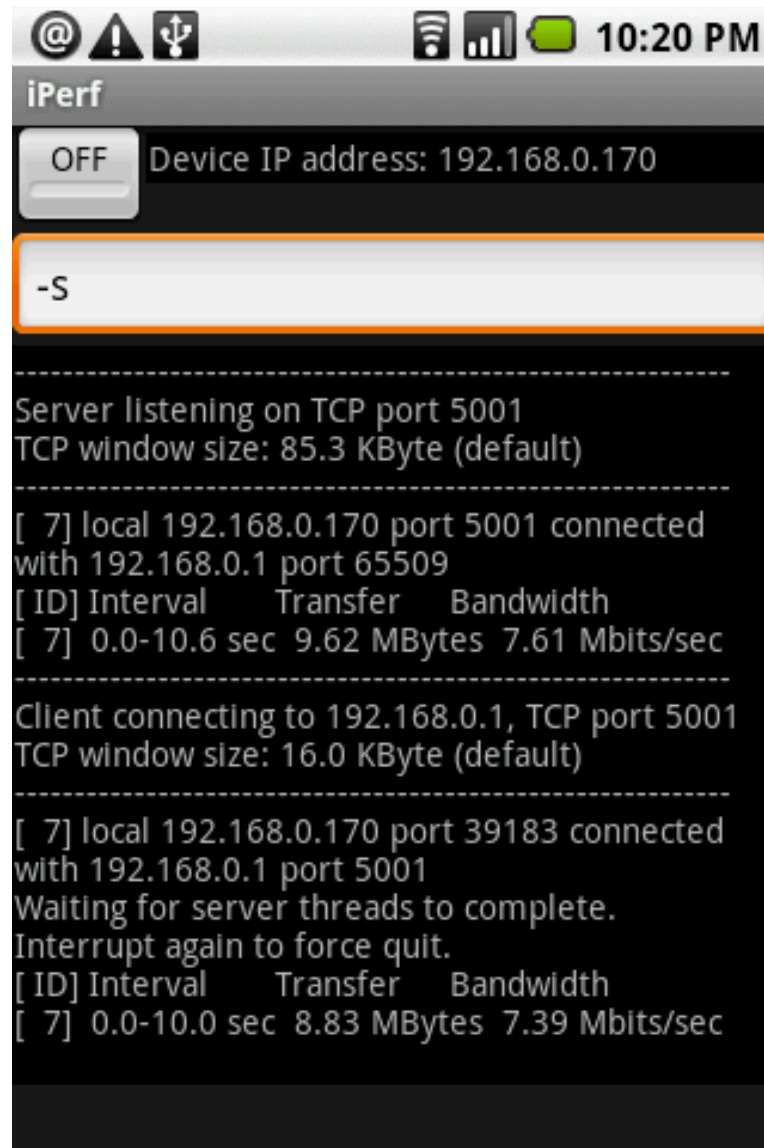 @ 10:20 PM
iPerf
OFF Device IP address: 192.168.0.170
-s
------------------------------------------------------------
Server listening on TCP port 5001
TCP window size: 85.3 KByte (default)
------------------------------------------------------------
[  7] local 192.168.0.170 port 5001 connected
with 192.168.0.1 port 65509
[ ID] Interval       Transfer     Bandwidth
[  7]  0.0-10.6 sec  9.62 MBytes  7.61 Mbits/sec
------------------------------------------------------------
Client connecting to 192.168.0.1, TCP port 5001
TCP window size: 16.0 KByte (default)
------------------------------------------------------------
[  7] local 192.168.0.170 port 39183 connected
with 192.168.0.1 port 5001
Waiting for server threads to complete.
Interrupt again to force quit.
[ ID] Interval       Transfer     Bandwidth
[  7]  0.0-10.0 sec  8.83 MBytes  7.39 Mbits/sec